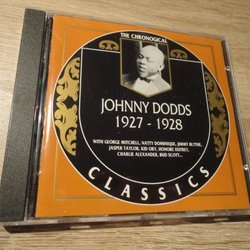 THE CHRONOGICAL
JOHNNY DODDS
1927 - 1928
WITH GEORGE MITCHELL, NATTY DOMINIQUE, JIMMY BLYTHE,
JASPER TAYLOR, KID ORY, HONORE DUTREY,
CHARLIE ALEXANDER, BUD SCOTT...
CLASSICS